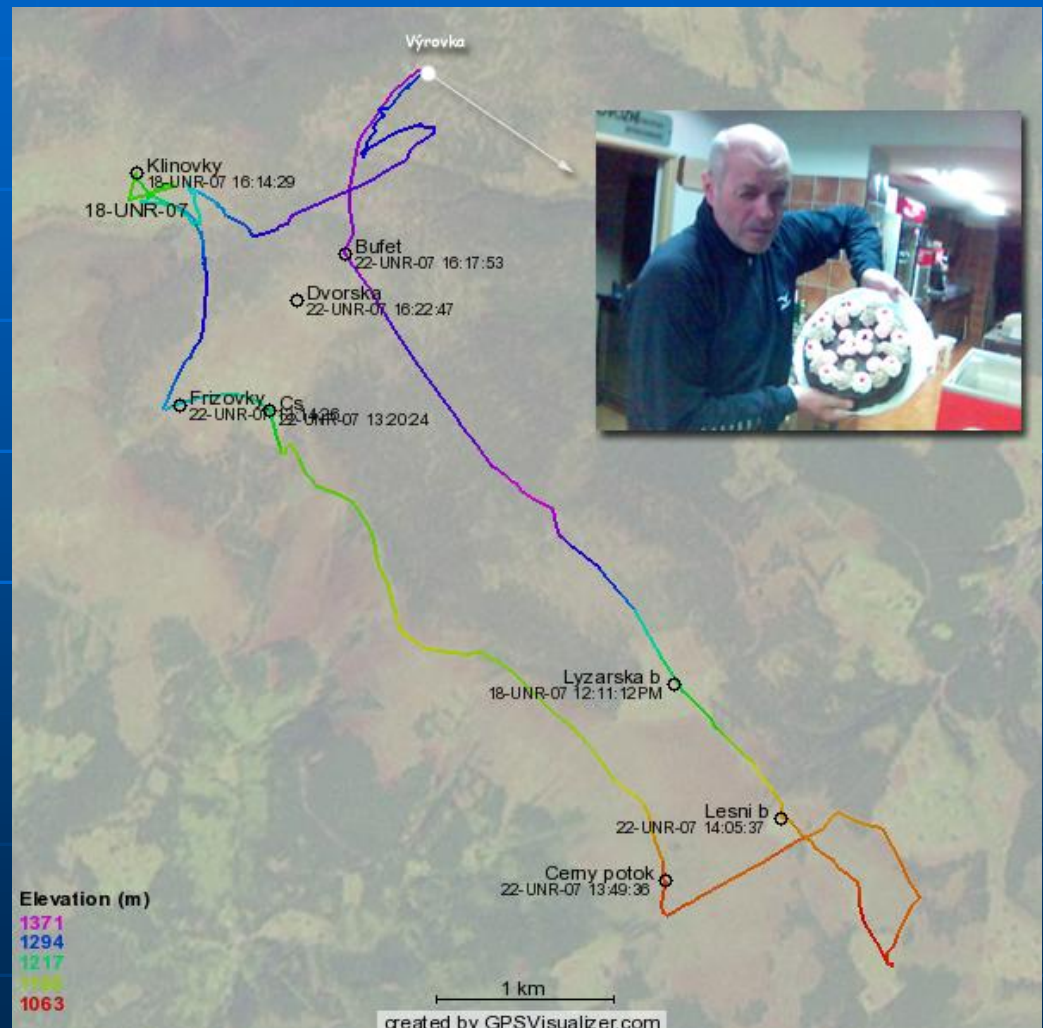 Výrovka
Klinovky
18-UNR-07 16:14:29
18-UNR-07
Bufet
22-UNR-07 16:17:53
Dvorska
22-UNR-07 16:22:47
Frizovky
Cs
22-UNR-07 13:20:24
Lyzarska b
18-UNR-07 12:11:12PM
Lesni b
22-UNR-07 14:05:37
Cerny potok
22-UNR-07 13:49:36
Elevation (m)
1371
1294
1217
1063
1 km
created by GPSVisualizer.com